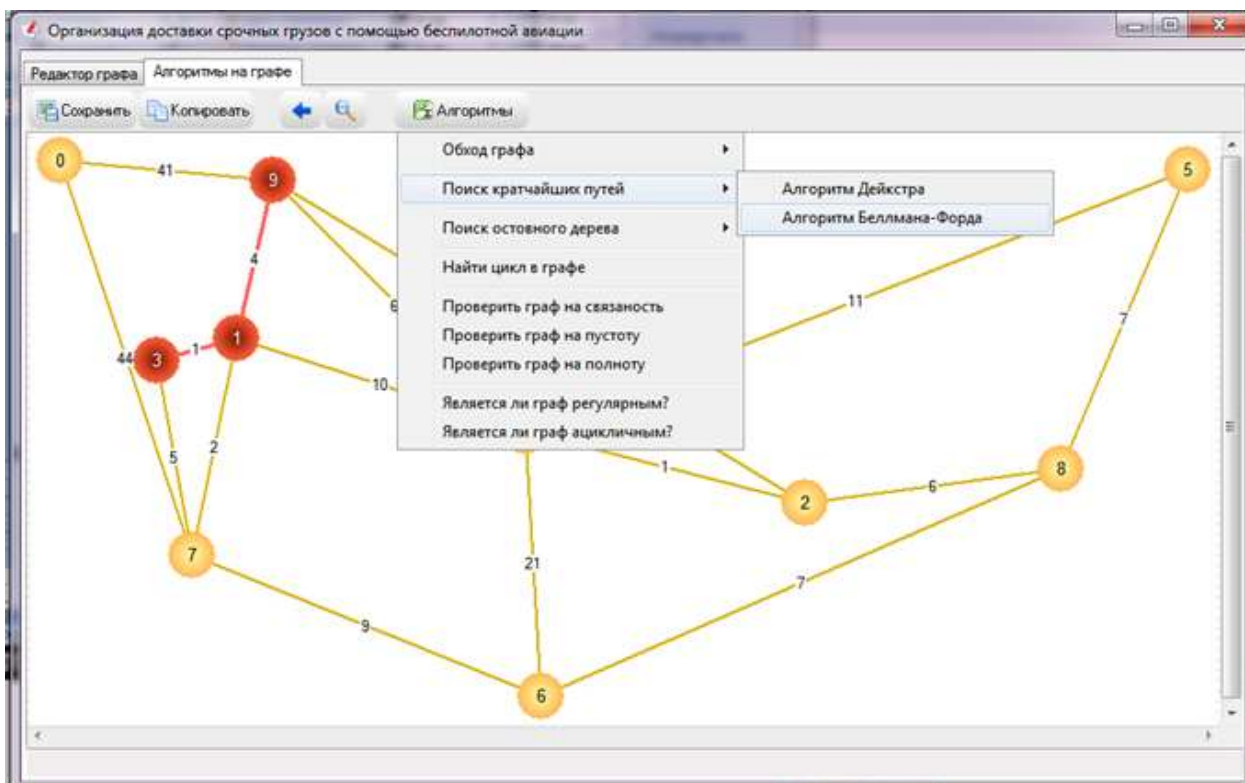 Организация доставки срочных грузов с помощью беспилотной авиации
Редактор графа Алгоритмы на графе
Сохранить Копировать Алгоритмы
Обход графа
Поиск кратчайших путей
Алгоритм Дейкстра
Алгоритм Беллмана-Форда
Поиск остовного дерева
Найти цикл в графе
Проверить граф на связаность
Проверить граф на пустоту
Проверить граф на полноту
Является ли граф регулярным?
Является ли граф ацикличным?
0
41
9
5
4
6
11
7
3
1
1
44
10
5
2
1
8
2
6
7
21
7
9
6